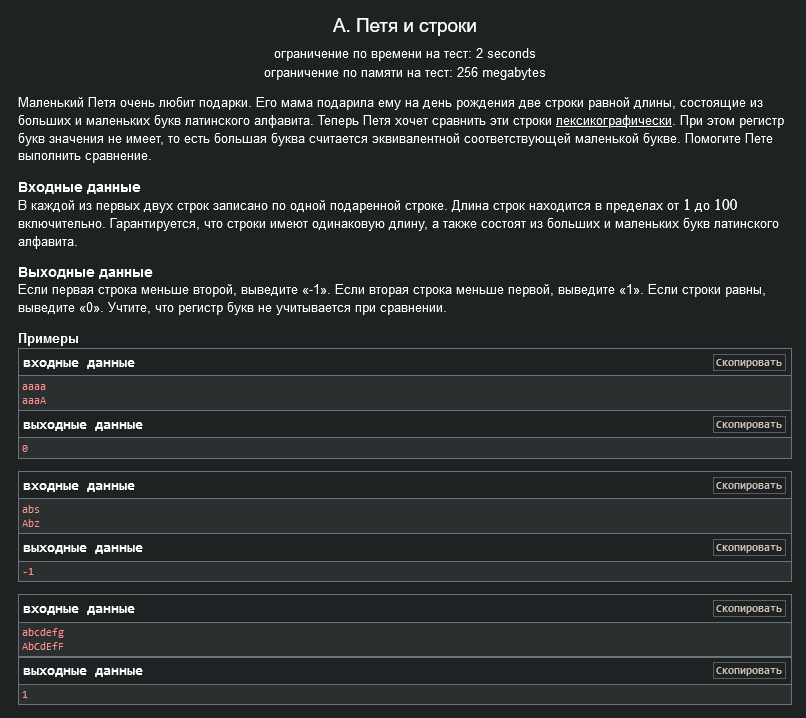 А. Петя и строки
ограничение по времени на тест: 2 seconds
ограничение по памяти на тест: 256 megabytes
Маленький Петя очень любит подарки. Его мама подарила ему на день рождения две строки равной длины, состоящие из
больших и маленьких букв латинского алфавита. Теперь Петя хочет сравнить эти строки лексикографически. При этом регистр
букв значения не имеет, то есть большая буква считается эквивалентной соответствующей маленькой букве. Помогите Пете
выполнить сравнение.
Входные данные
В каждой из первых двух строк записано по одной подаренной строке. Длина строк находится в пределах от 1 до 100
включительно. Гарантируется, что строки имеют одинаковую длину, а также состоят из больших и маленьких букв латинского
алфавита.
Выходные данные
Если первая строка меньше второй, выведите «-1». Если вторая строка меньше первой, выведите «1». Если строки равны,
выведите «0». Учтите, что регистр букв не учитывается при сравнении.
Примеры
входные данные Скопировать
aaaa
aaaA
выходные данные Скопировать
0
входные данные Скопировать
abs
Abz
выходные данные Скопировать
-1
входные данные Скопировать
abcdefg
AbCdEfF
выходные данные Скопировать
1